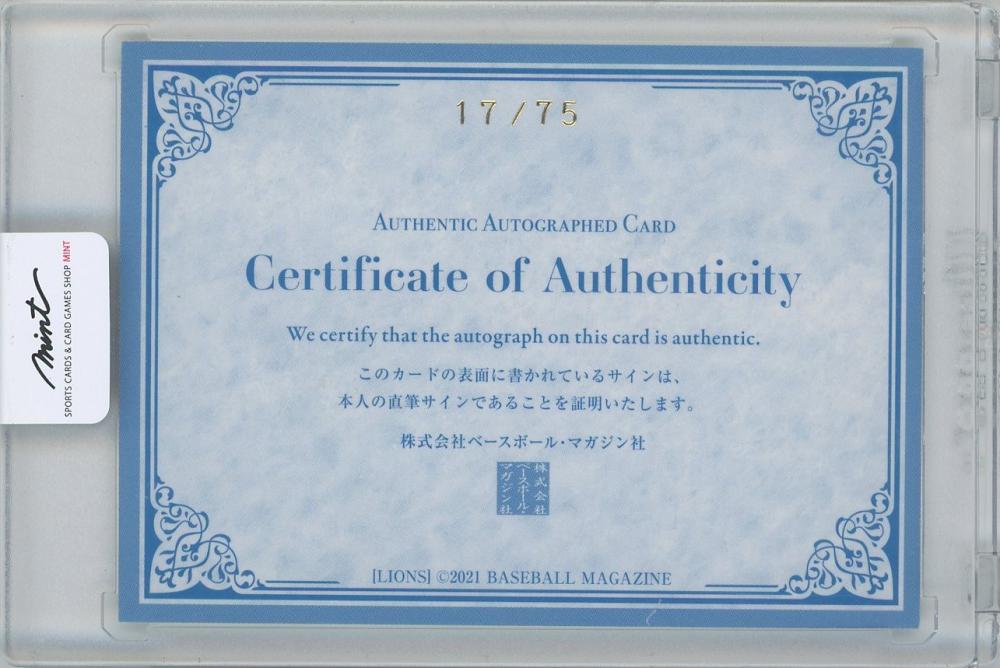 17/75
AUTHENTIC AUTOGRAPHED CARD
Certificate of Authenticity
We certify that the autograph on this card is authentic.
このカードの表面に書かれているサインは、
本人の直筆サインであることを証明いたします。
株式会社ベースボール・マガジン社
株式会社
ベースボール・
マガジン社
[LIONS] ©2021 BASEBALL MAGAZINE
mint
SPORTS CARDS & CARD GAMES SHOP MINT